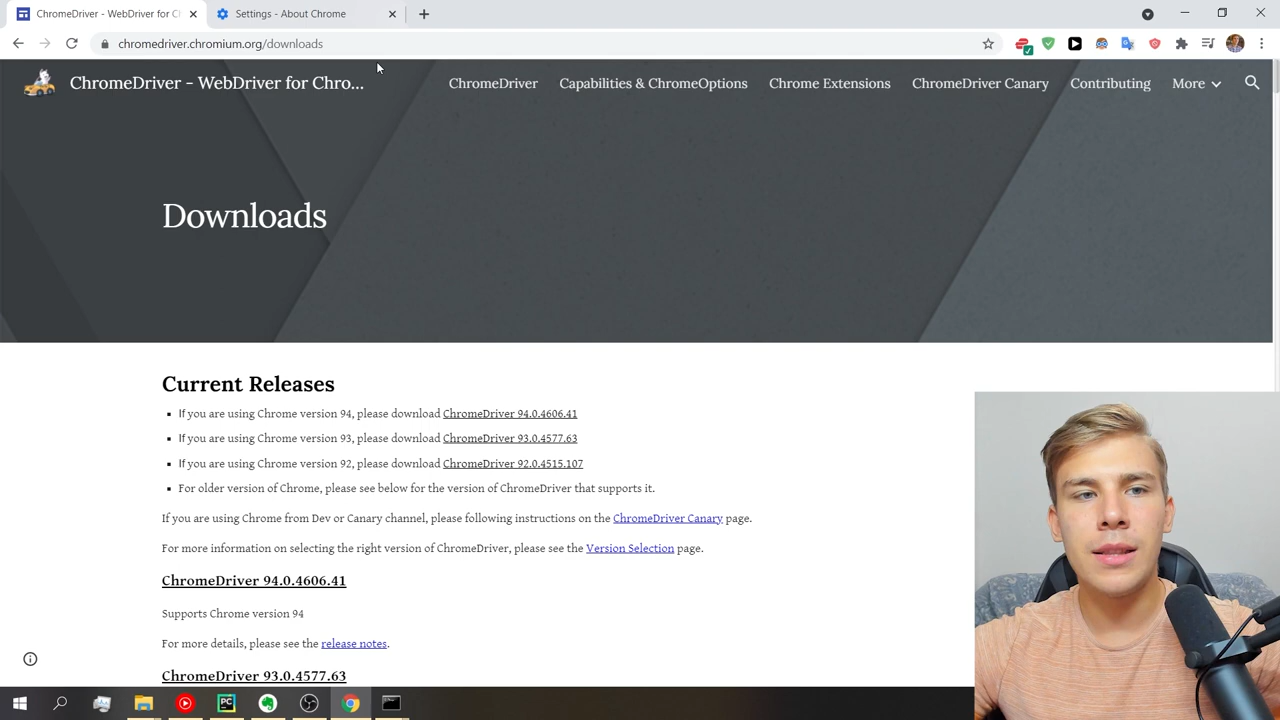 ChromeDriver - WebDriver for C
Settings - About Chrome
chromedriver.chromium.org/downloads
ChromeDriver - WebDriver for Chro...
ChromeDriver
Capabilities & ChromeOptions
Chrome Extensions
ChromeDriver Canary
Contributing
More
Downloads
Current Releases
If you are using Chrome version 94, please download ChromeDriver 94.0.4606.41
If you are using Chrome version 93, please download ChromeDriver 93.0.4577.63
If you are using Chrome version 92, please download ChromeDriver 92.0.4515.107
For older version of Chrome, please see below for the version of ChromeDriver that supports it.
If you are using Chrome from Dev or Canary channel, please following instructions on the ChromeDriver Canary page.
For more information on selecting the right version of ChromeDriver, please see the Version Selection page.
ChromeDriver 94.0.4606.41
Supports Chrome version 94
For more details, please see the release notes.
ChromeDriver 93.0.4577.63
PC